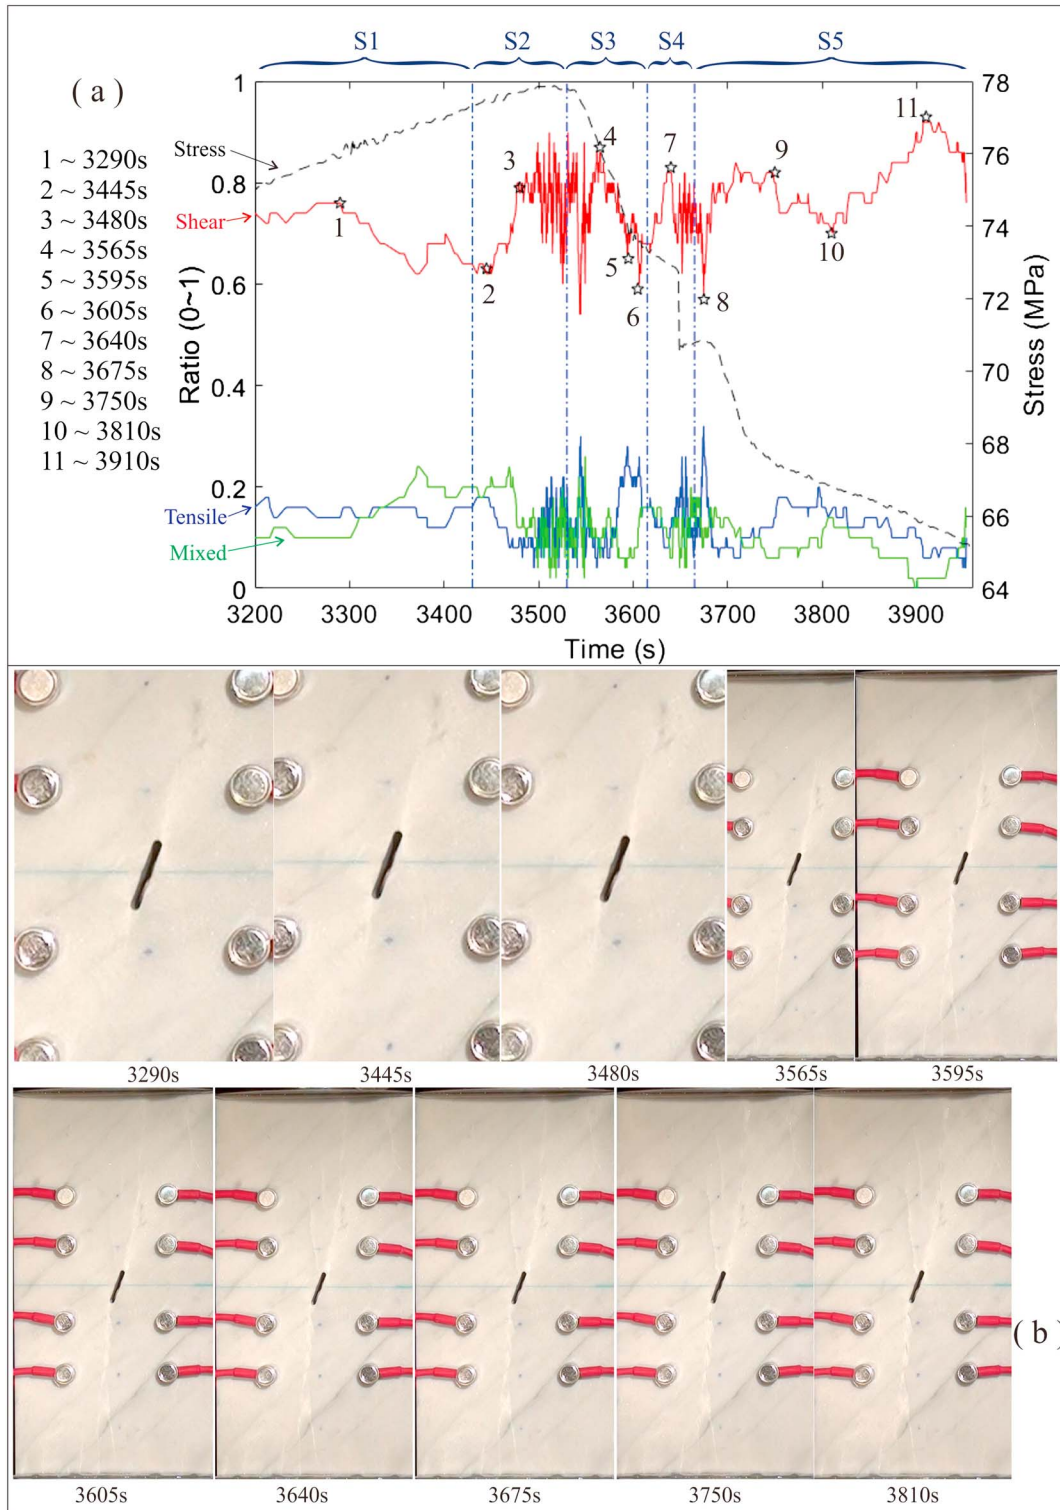 S1 S2 S3 S4 S5
( a )
1 ~ 3290s
2 ~ 3445s
3 ~ 3480s
4 ~ 3565s
5 ~ 3595s
6 ~ 3605s
7 ~ 3640s
8 ~ 3675s
9 ~ 3750s
10 ~ 3810s
11 ~ 3910s
Stress
Shear
Tensile
Mixed
Ratio (0~1)
1
0.8
0.6
0.4
0.2
0
1
2
3
4
5
6
7
8
9
10
11
78
76
74
72
70
68
66
64
Stress (MPa)
3200 3300 3400 3500 3600 3700 3800 3900
Time (s)
3290s 3445s 3480s 3565s 3595s
( b )
3605s 3640s 3675s 3750s 3810s